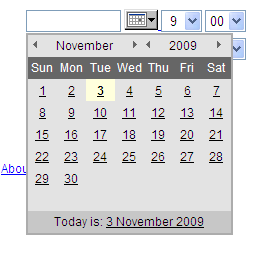 9 00
November 2009
Sun Mon Tue Wed Thu Fri Sat
1 2 3 4 5 6 7
8 9 10 11 12 13 14
15 16 17 18 19 20 21
22 23 24 25 26 27 28
29 30
Abou
Today is: 3 November 2009